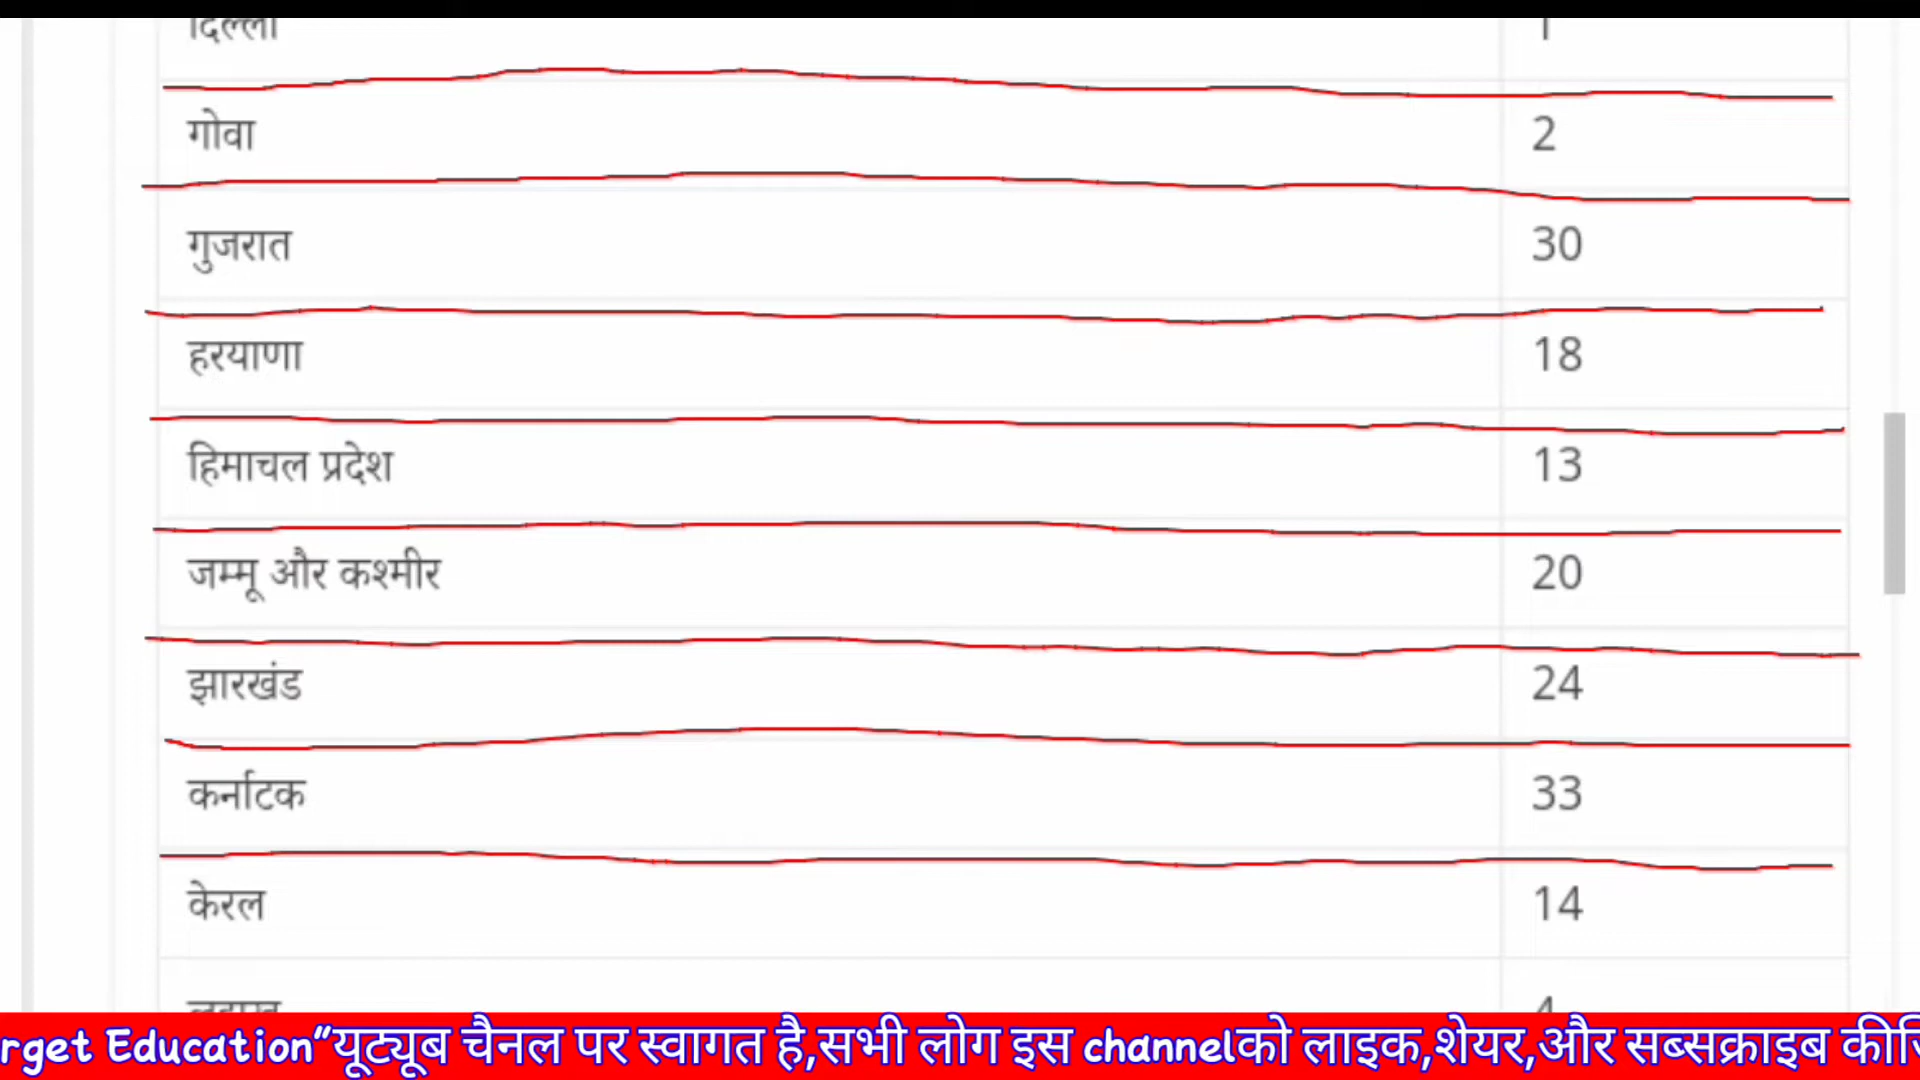 दिल्ली 1
गोवा 2
गुजरात 30
हरयाणा 18
हिमाचल प्रदेश 13
जम्मू और कश्मीर 20
झारखंड 24
कर्नाटक 33
केरल 14
rget Education”यूट्यूब चैनल पर स्वागत है,सभी लोग इस channelको लाइक,शेयर,और सब्सक्राइब